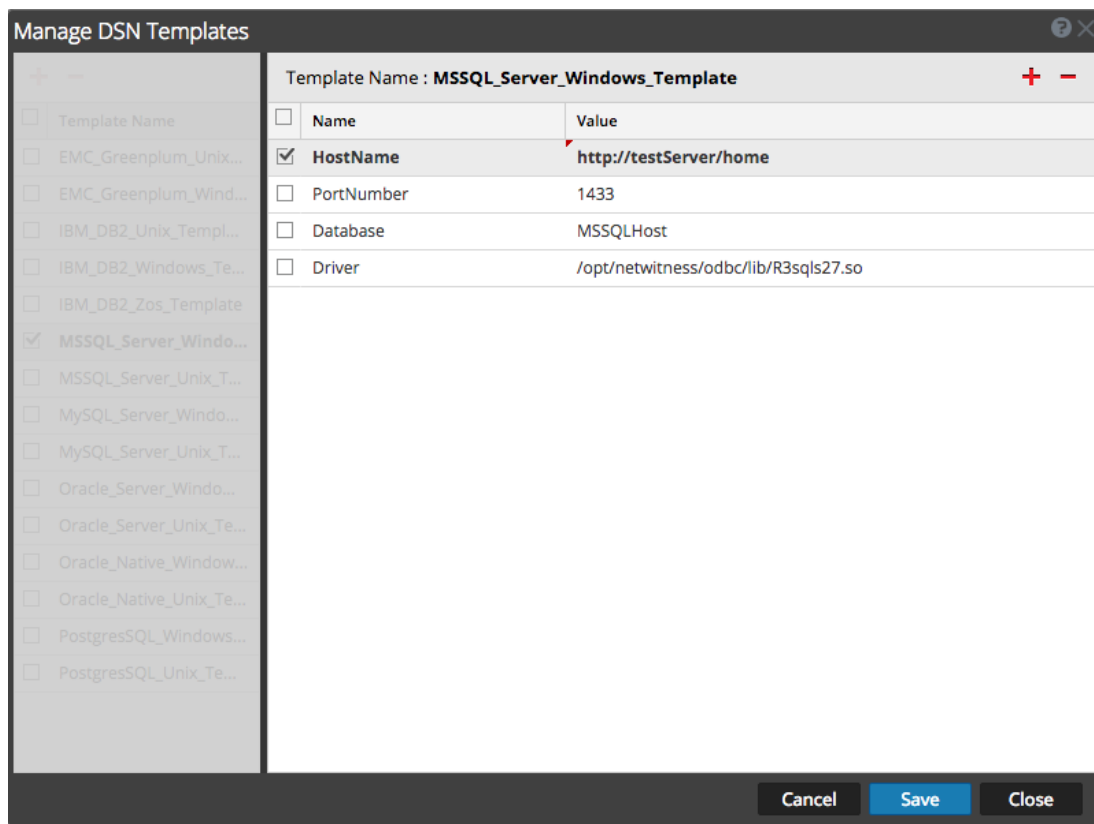 Manage DSN Templates
Template Name : MSSQL_Server_Windows_Template
Template Name
EMC_Greenplum_Unix...
EMC_Greenplum_Wind...
IBM_DB2_Unix_Templ...
IBM_DB2_Windows_Te...
IBM_DB2_Zos_Template
MSSQL_Server_Windo...
MSSQL_Server_Unix_T...
MySQL_Server_Windo...
MySQL_Server_Unix_T...
Oracle_Server_Windo...
Oracle_Server_Unix_Te...
Oracle_Native_Window...
Oracle_Native_Unix_Te...
PostgresSQL_Windows...
PostgresSQL_Unix_Te...
Name Value
HostName http://testServer/home
PortNumber 1433
Database MSSQLHost
Driver /opt/netwitness/odbc/lib/R3sqls27.so
Cancel Save Close